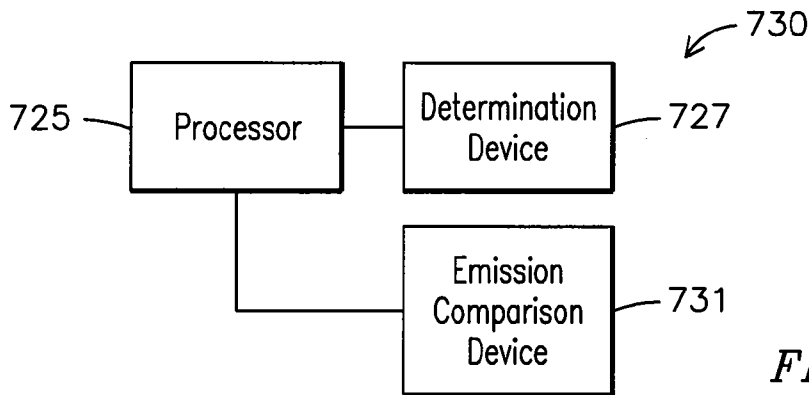 730
725
Processor
Determination
Device
727
Emission
Comparison
Device
731